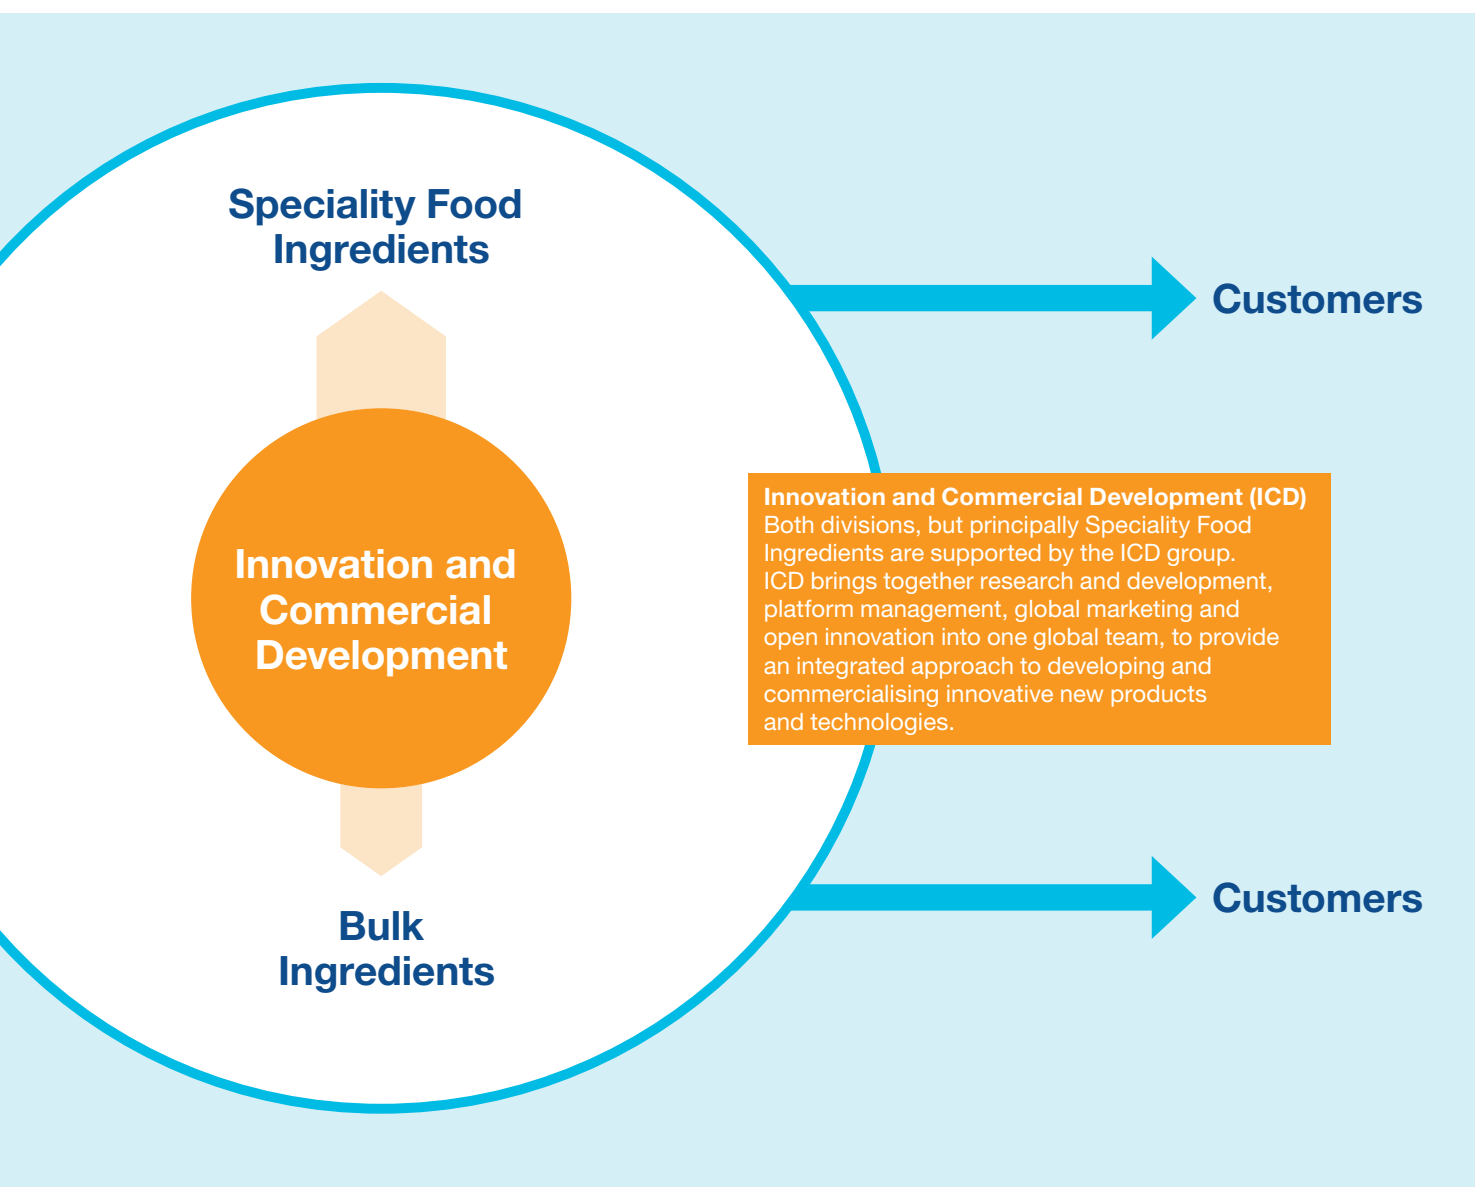 Speciality Food
Ingredients
Customers
Innovation and Commercial Development (ICD)
Both divisions, but principally Speciality Food
Ingredients are supported by the ICD group.
ICD brings together research and development,
platform management, global marketing and
open innovation into one global team, to provide
an integrated approach to developing and
commercialising innovative new products
and technologies.
Innovation and
Commercial
Development
Customers
Bulk
Ingredients